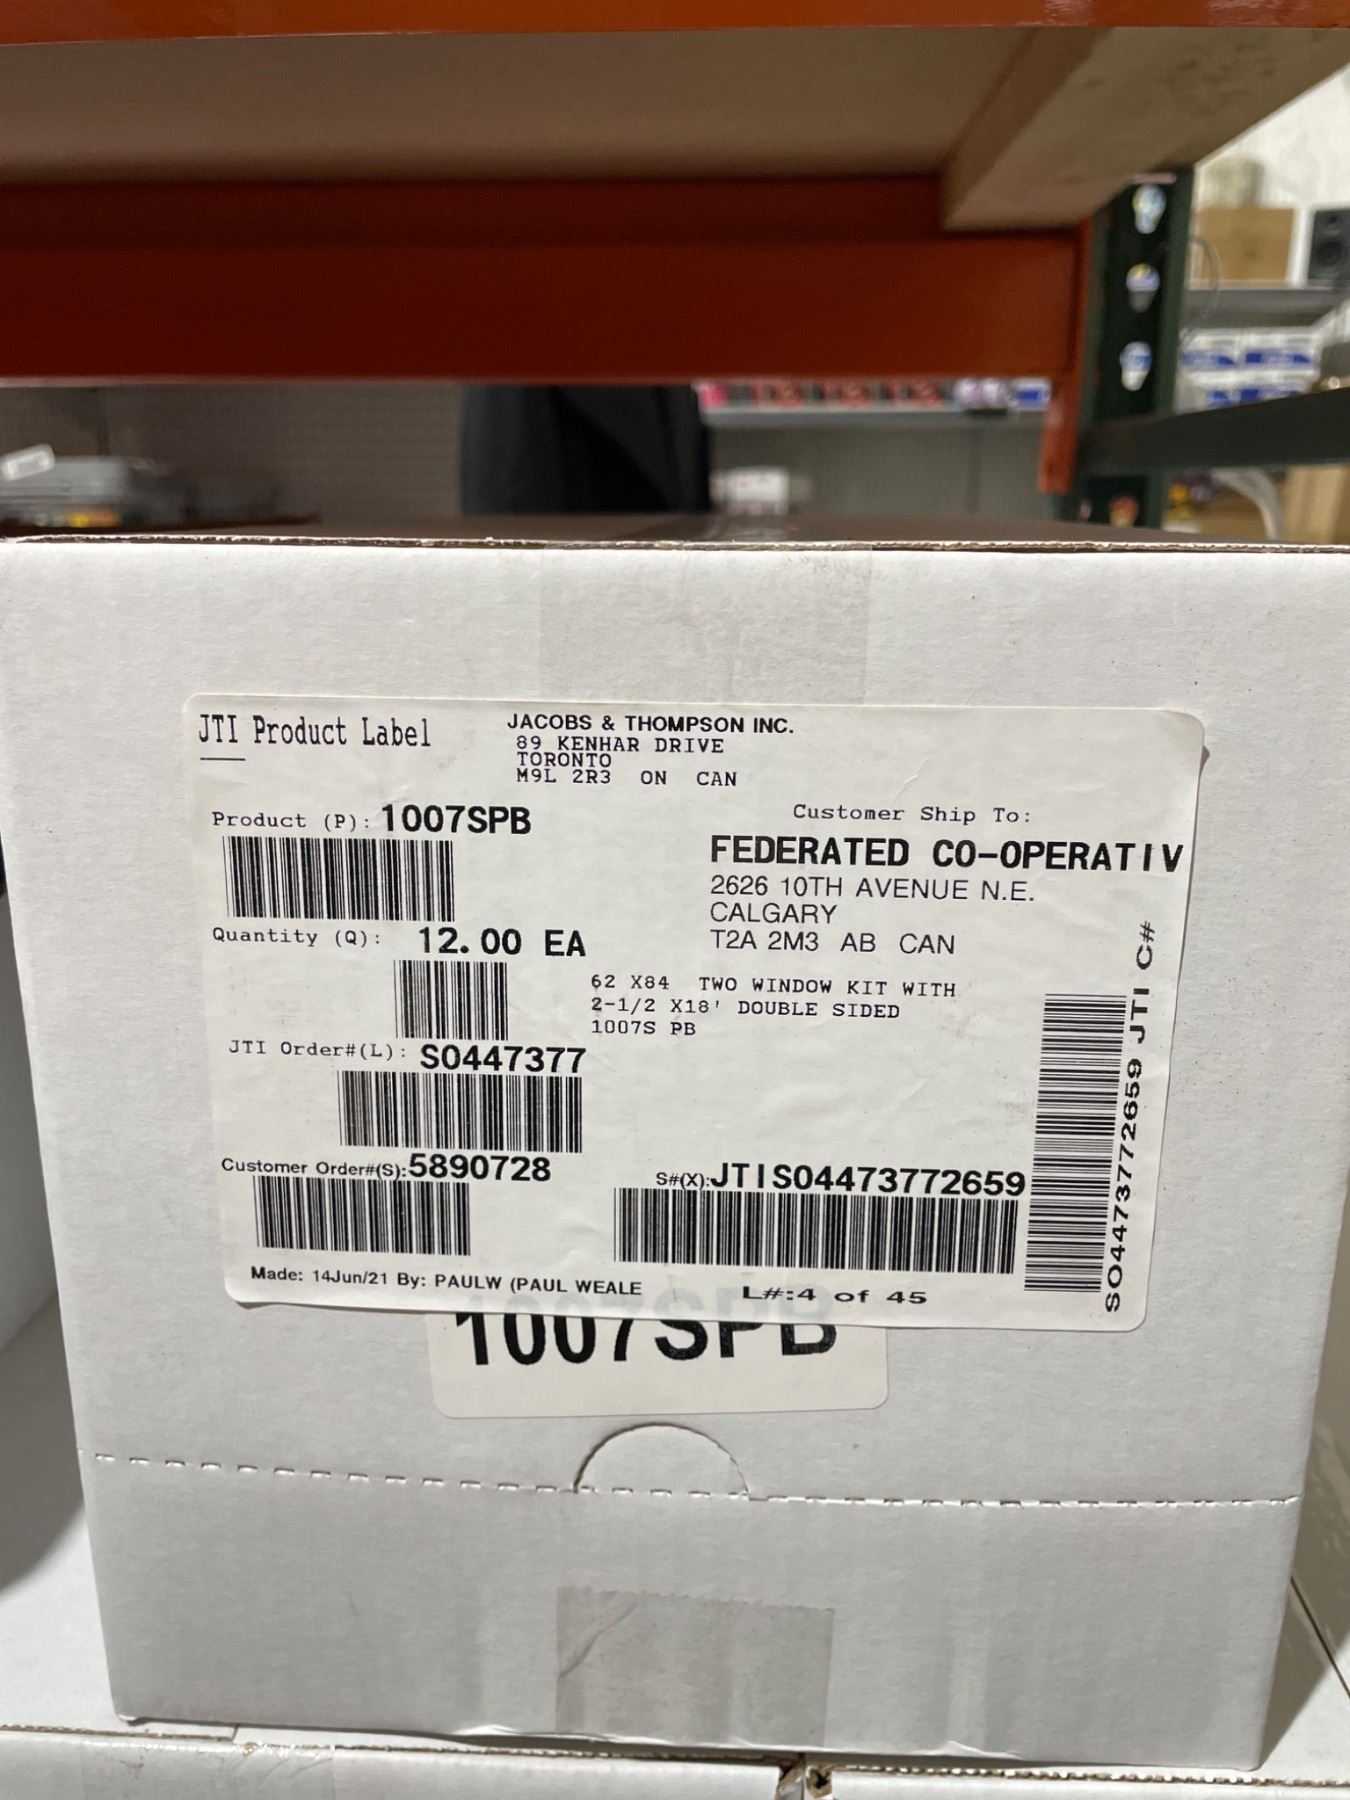 JTI Product Label
JACOBS & THOMPSON INC.
89 KENHAR DRIVE
TORONTO
M9L 2R3 ON CAN
Product (P): 1007SPB
Customer Ship To:
FEDERATED CO-OPERATIV
2626 10TH AVENUE N.E.
CALGARY
T2A 2M3 AB CAN
Quantity (Q): 12.00 EA
62 X84 TWO WINDOW KIT WITH
2-1/2 X18' DOUBLE SIDED
1007S PB
JTI Order#(L): S0447377
Customer Order#(S):5890728
S#(X):JTIS04473772659
S04473772659 JTI C#
Made: 14Jun/21 By: PAULW (PAUL WEALE
L#:4 of 45
1007SPB